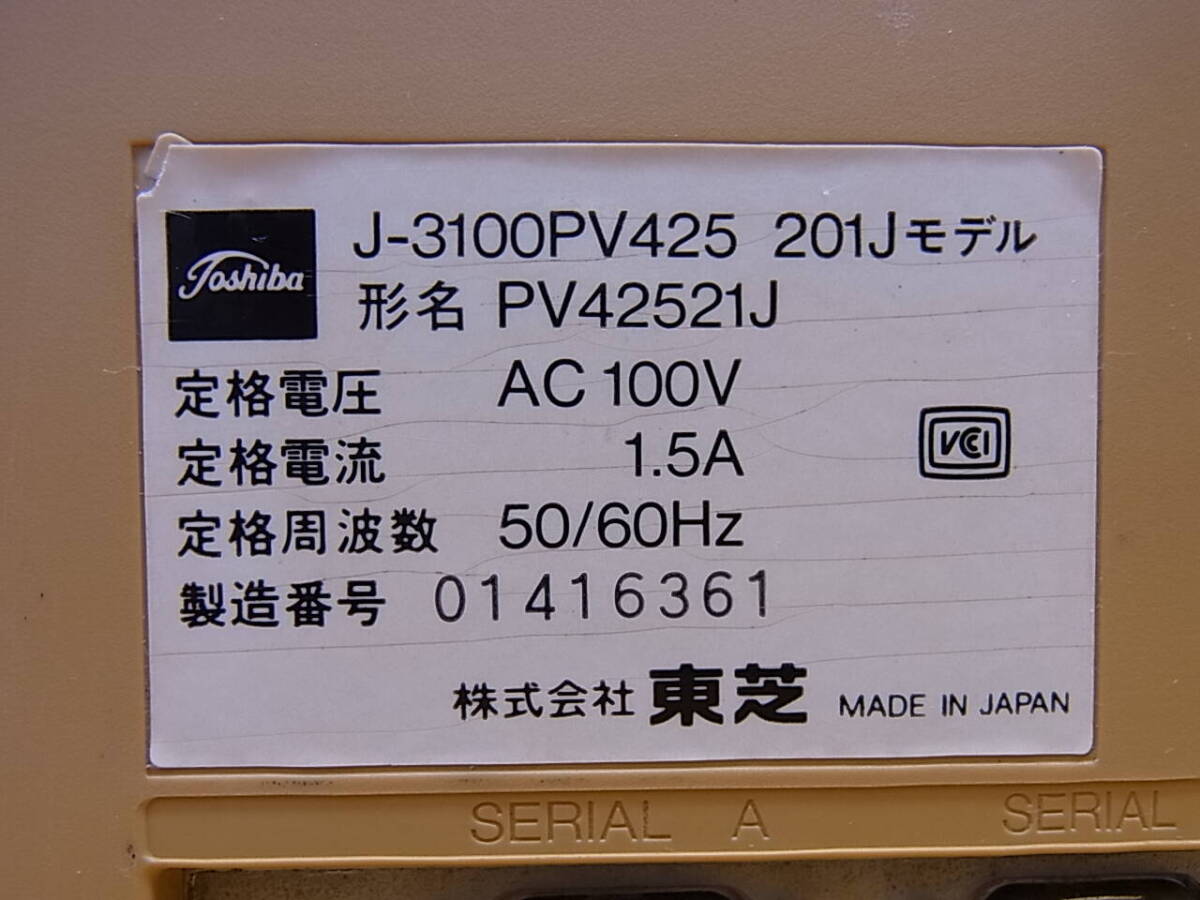 Toshiba
J-3100PV425 201Jモデル
形名 PV42521J
定格電圧 AC 100V
定格電流 1.5A
VCCI
定格周波数 50/60Hz
製造番号 01416361
株式会社 東芝 MADE IN JAPAN
SERIAL A SERIAL